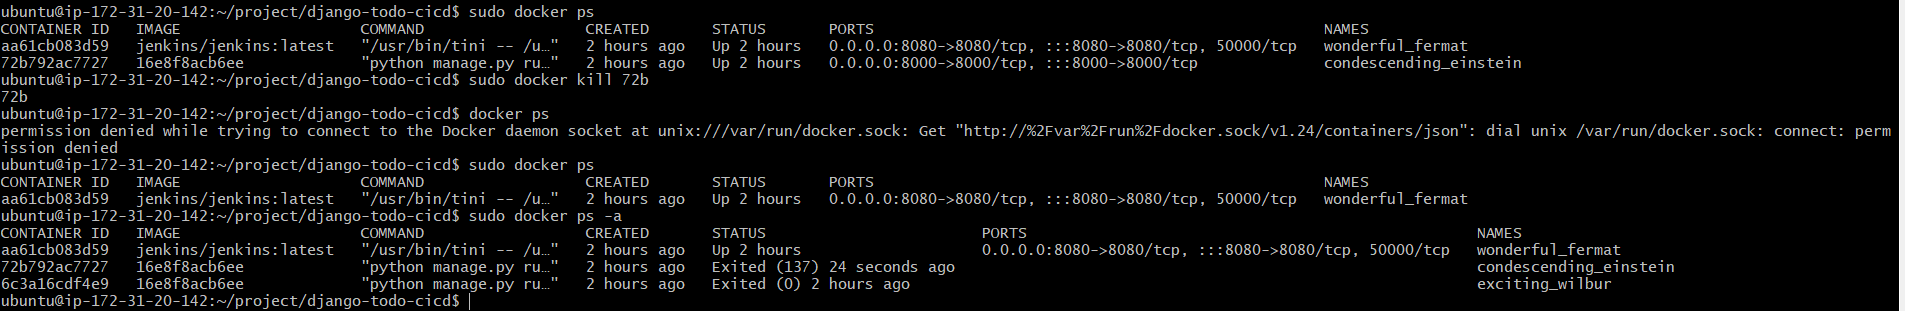 ubuntu@ip-172-31-20-142:~/project/django-todo-cicd$ sudo docker ps
CONTAINER ID   IMAGE                    COMMAND                  CREATED       STATUS       PORTS                                                  NAMES
aa61cb083d59   jenkins/jenkins:latest   "/usr/bin/tini -- /u…"   2 hours ago   Up 2 hours   0.0.0.0:8080->8080/tcp, :::8080->8080/tcp, 50000/tcp   wonderful_fermat
72b792ac7727   16e8f8acb6ee             "python manage.py ru…"   2 hours ago   Up 2 hours   0.0.0.0:8000->8000/tcp, :::8000->8000/tcp              condescending_einstein
ubuntu@ip-172-31-20-142:~/project/django-todo-cicd$ sudo docker kill 72b
72b
ubuntu@ip-172-31-20-142:~/project/django-todo-cicd$ docker ps
permission denied while trying to connect to the Docker daemon socket at unix:///var/run/docker.sock: Get "http://%2Fvar%2Frun%2Fdocker.sock/v1.24/containers/json": dial unix /var/run/docker.sock: connect: perm
ission denied
ubuntu@ip-172-31-20-142:~/project/django-todo-cicd$ sudo docker ps
CONTAINER ID   IMAGE                    COMMAND                  CREATED       STATUS       PORTS                                                  NAMES
aa61cb083d59   jenkins/jenkins:latest   "/usr/bin/tini -- /u…"   2 hours ago   Up 2 hours   0.0.0.0:8080->8080/tcp, :::8080->8080/tcp, 50000/tcp   wonderful_fermat
ubuntu@ip-172-31-20-142:~/project/django-todo-cicd$ sudo docker ps -a
CONTAINER ID   IMAGE                    COMMAND                  CREATED       STATUS                        PORTS                                                  NAMES
aa61cb083d59   jenkins/jenkins:latest   "/usr/bin/tini -- /u…"   2 hours ago   Up 2 hours                    0.0.0.0:8080->8080/tcp, :::8080->8080/tcp, 50000/tcp   wonderful_fermat
72b792ac7727   16e8f8acb6ee             "python manage.py ru…"   2 hours ago   Exited (137) 24 seconds ago                                                          condescending_einstein
6c3a16cdf4e9   16e8f8acb6ee             "python manage.py ru…"   2 hours ago   Exited (0) 2 hours ago                                                               exciting_wilbur
ubuntu@ip-172-31-20-142:~/project/django-todo-cicd$